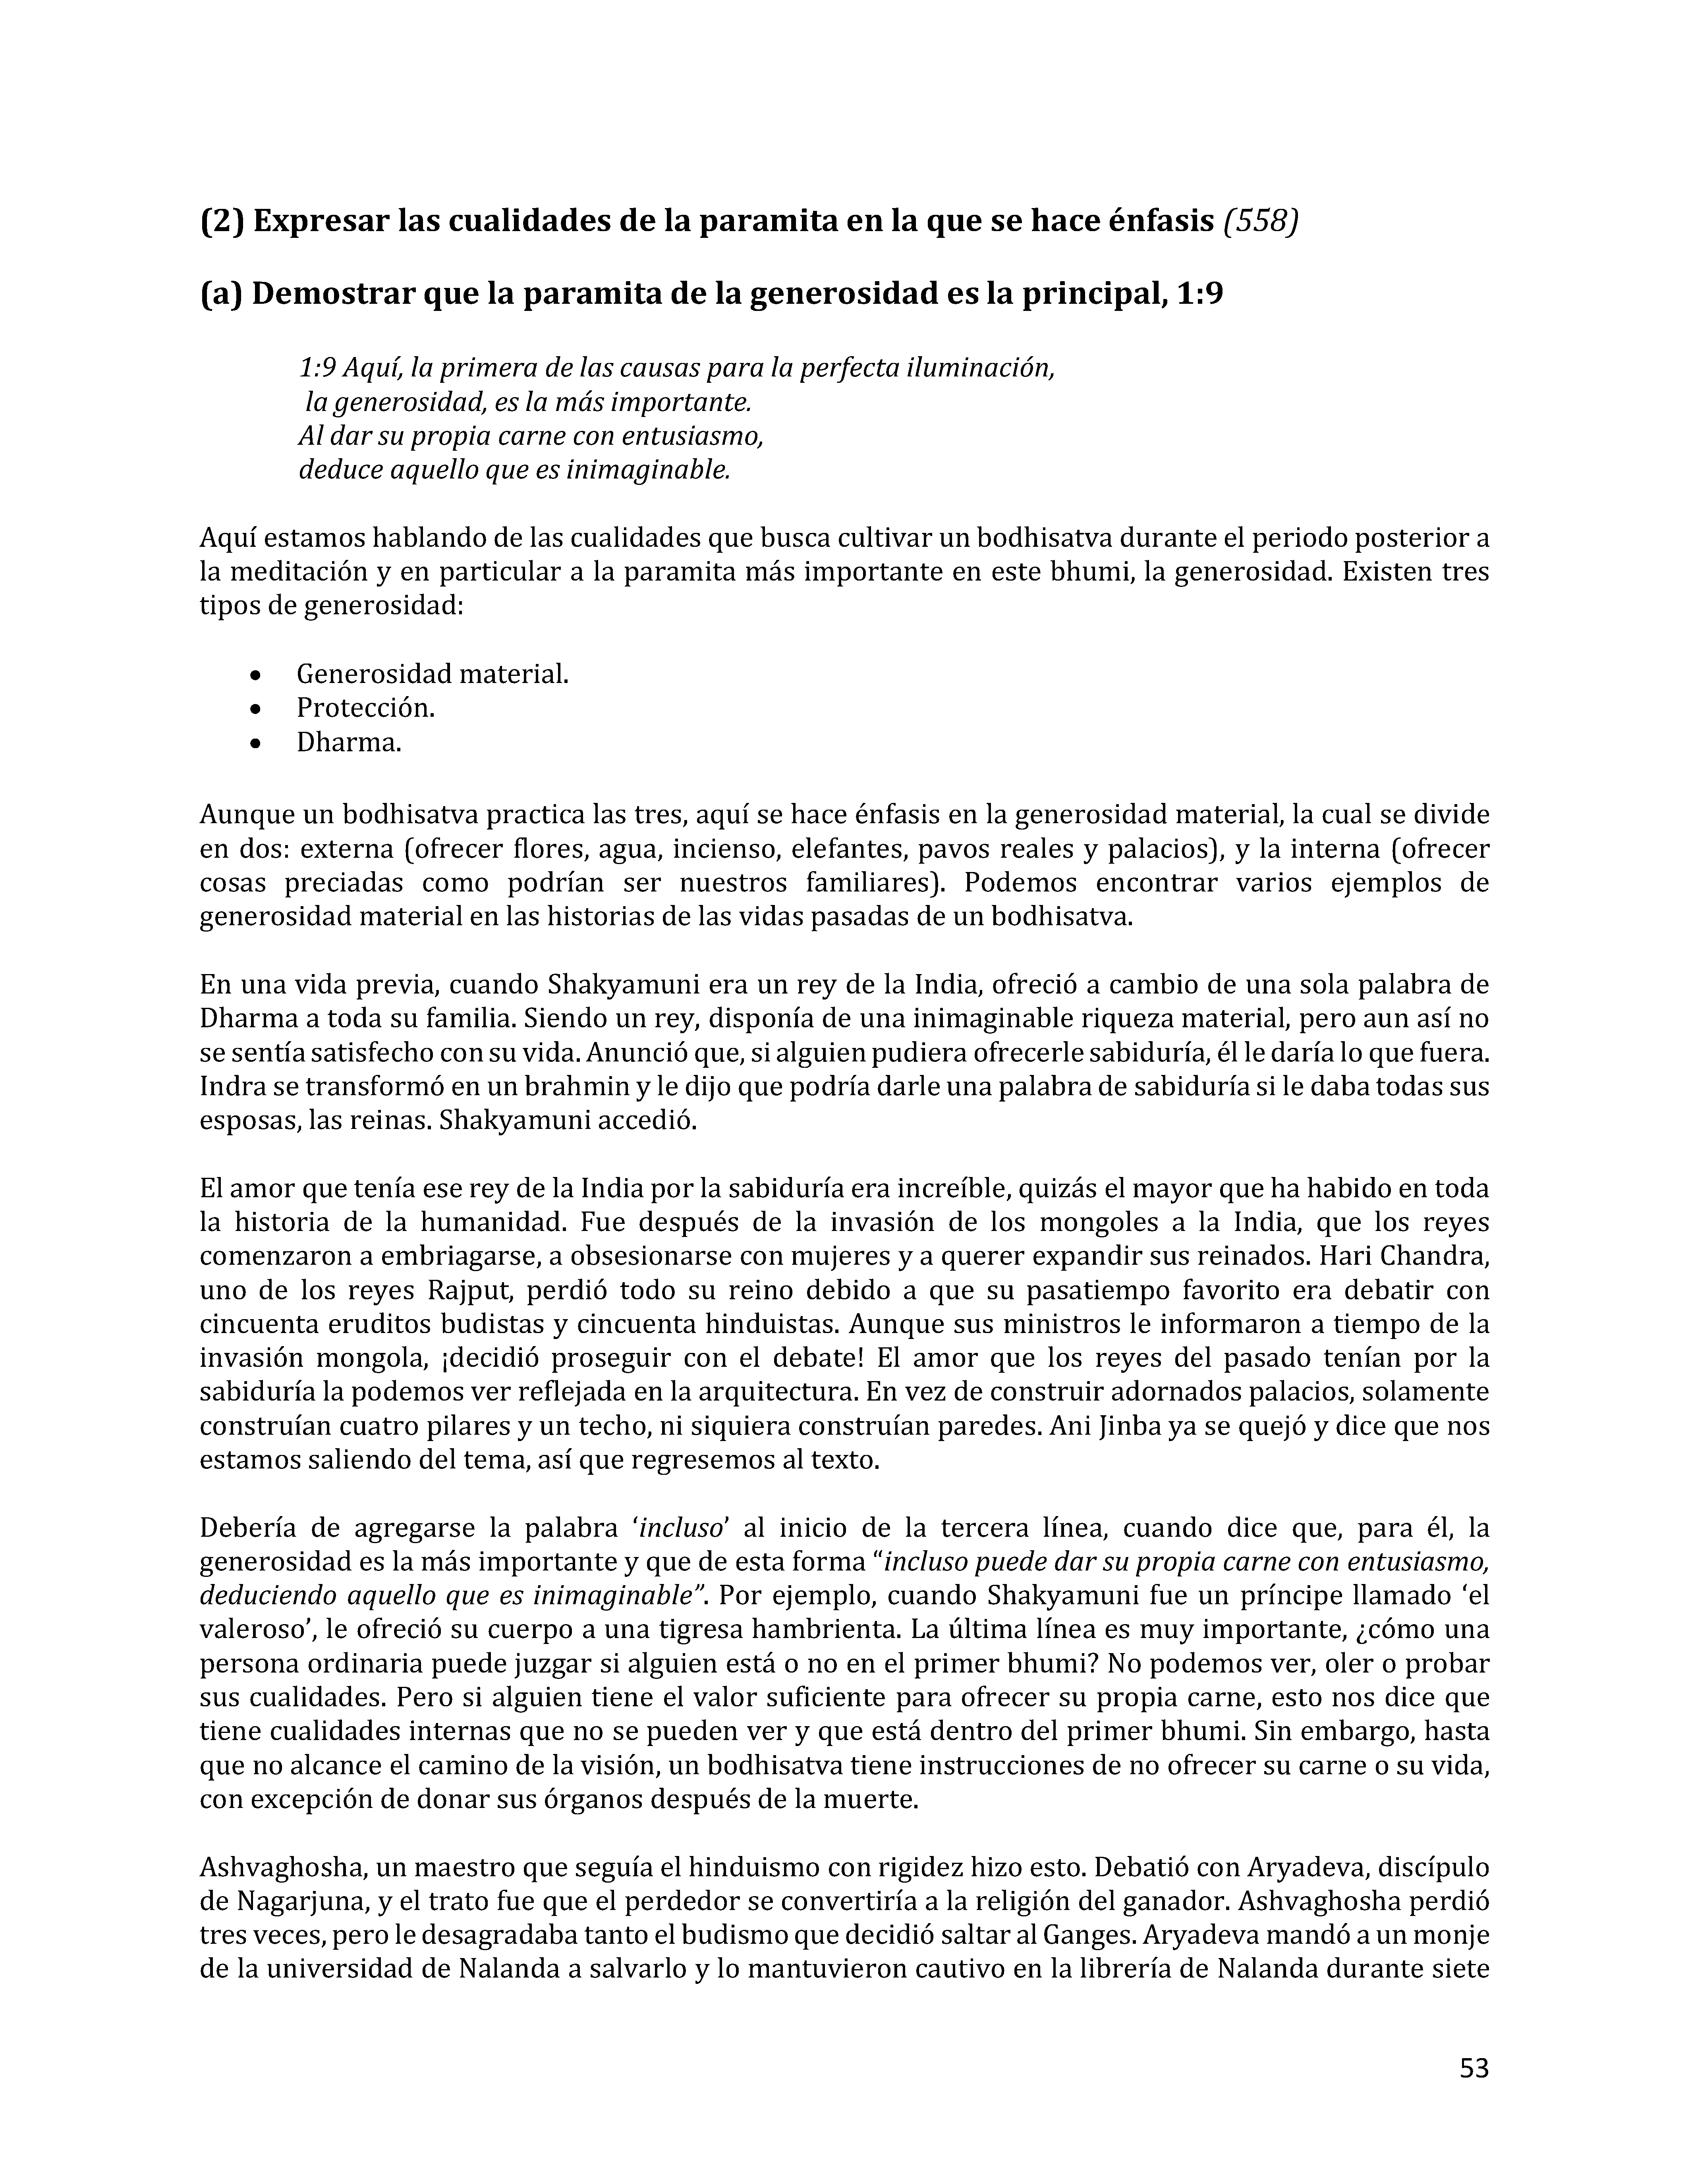 (2) Expresar las cualidades de la paramita en la que se hace énfasis (558)
(a) Demostrar que la paramita de la generosidad es la principal, 1:9
1:9 Aquí, la primera de las causas para la perfecta iluminación,
la generosidad, es la más importante.
Al dar su propia carne con entusiasmo,
deduce aquello que es inimaginable.
Aquí estamos hablando de las cualidades que busca cultivar un bodhisatva durante el periodo posterior a
la meditación y en particular a la paramita más importante en este bhumi, la generosidad. Existen tres
tipos de generosidad:
• Generosidad material.
• Protección.
• Dharma.
Aunque un bodhisatva practica las tres, aquí se hace énfasis en la generosidad material, la cual se divide
en dos: externa (ofrecer flores, agua, incienso, elefantes, pavos reales y palacios), y la interna (ofrecer
cosas preciadas como podrían ser nuestros familiares). Podemos encontrar varios ejemplos de
generosidad material en las historias de las vidas pasadas de un bodhisatva.
En una vida previa, cuando Shakyamuni era un rey de la India, ofreció a cambio de una sola palabra de
Dharma a toda su familia. Siendo un rey, disponía de una inimaginable riqueza material, pero aun así no
se sentía satisfecho con su vida. Anunció que, si alguien pudiera ofrecerle sabiduría, él le daría lo que fuera.
Indra se transformó en un brahmin y le dijo que podría darle una palabra de sabiduría si le daba todas sus
esposas, las reinas. Shakyamuni accedió.
El amor que tenía ese rey de la India por la sabiduría era increíble, quizás el mayor que ha habido en toda
la historia de la humanidad. Fue después de la invasión de los mongoles a la India, que los reyes
comenzaron a embriagarse, a obsesionarse con mujeres y a querer expandir sus reinados. Hari Chandra,
uno de los reyes Rajput, perdió todo su reino debido a que su pasatiempo favorito era debatir con
cincuenta eruditos budistas y cincuenta hinduistas. Aunque sus ministros le informaron a tiempo de la
invasión mongola, ¡decidió proseguir con el debate! El amor que los reyes del pasado tenían por la
sabiduría la podemos ver reflejada en la arquitectura. En vez de construir adornados palacios, solamente
construían cuatro pilares y un techo, ni siquiera construían paredes. Ani Jinba ya se quejó y dice que nos
estamos saliendo del tema, así que regresemos al texto.
Debería de agregarse la palabra ‘incluso’ al inicio de la tercera línea, cuando dice que, para él, la
generosidad es la más importante y que de esta forma “incluso puede dar su propia carne con entusiasmo,
deduciendo aquello que es inimaginable”. Por ejemplo, cuando Shakyamuni fue un príncipe llamado ‘el
valeroso’, le ofreció su cuerpo a una tigresa hambrienta. La última línea es muy importante, ¿cómo una
persona ordinaria puede juzgar si alguien está o no en el primer bhumi? No podemos ver, oler o probar
sus cualidades. Pero si alguien tiene el valor suficiente para ofrecer su propia carne, esto nos dice que
tiene cualidades internas que no se pueden ver y que está dentro del primer bhumi. Sin embargo, hasta
que no alcance el camino de la visión, un bodhisatva tiene instrucciones de no ofrecer su carne o su vida,
con excepción de donar sus órganos después de la muerte.
Ashvaghosha, un maestro que seguía el hinduismo con rigidez hizo esto. Debatió con Aryadeva, discípulo
de Nagarjuna, y el trato fue que el perdedor se convertiría a la religión del ganador. Ashvaghosha perdió
tres veces, pero le desagradaba tanto el budismo que decidió saltar al Ganges. Aryadeva mandó a un monje
de la universidad de Nalanda a salvarlo y lo mantuvieron cautivo en la librería de Nalanda durante siete
53